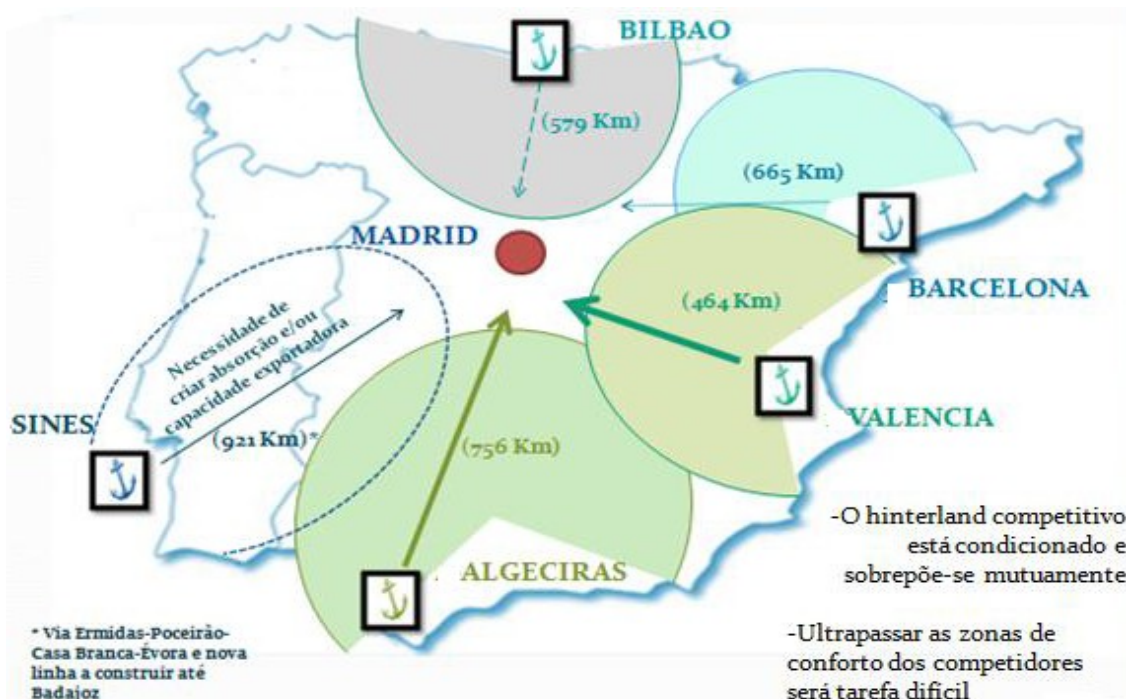 BILBAO
(579 Km)
(665 Km)
MADRID
BARCELONA
(464 Km)
Necessidade de
criar absorção e/ou
capacidade exportadora
SINES
(921 Km)*
VALENCIA
(756 Km)
ALGECIRAS
-O hinterland competitivo
está condicionado e
sobrepõe-se mutuamente
* Via Ermidas-Poceirão-
Casa Branca-Évora e nova
linha a construir até
Badajoz
-Ultrapassar as zonas de
conforto dos competidores
será tarefa difícil